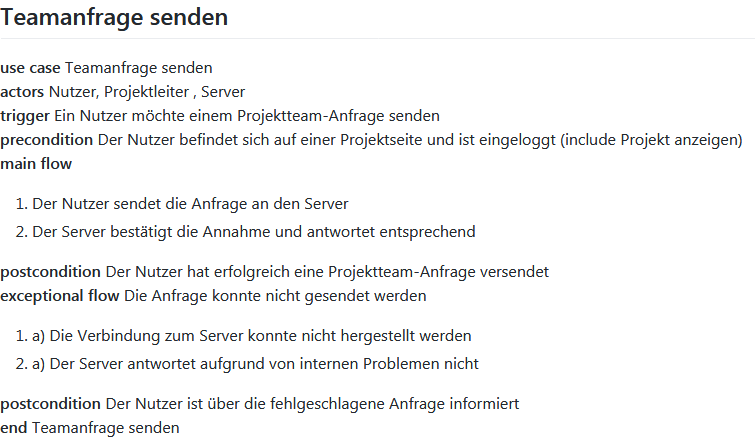 Teamanfrage senden
use case Teamanfrage senden
actors Nutzer, Projektleiter , Server
trigger Ein Nutzer möchte einem Projektteam-Anfrage senden
precondition Der Nutzer befindet sich auf einer Projektseite und ist eingeloggt (include Projekt anzeigen)
main flow
1. Der Nutzer sendet die Anfrage an den Server
2. Der Server bestätigt die Annahme und antwortet entsprechend
postcondition Der Nutzer hat erfolgreich eine Projektteam-Anfrage versendet
exceptional flow Die Anfrage konnte nicht gesendet werden
1. a) Die Verbindung zum Server konnte nicht hergestellt werden
2. a) Der Server antwortet aufgrund von internen Problemen nicht
postcondition Der Nutzer ist über die fehlgeschlagene Anfrage informiert
end Teamanfrage senden